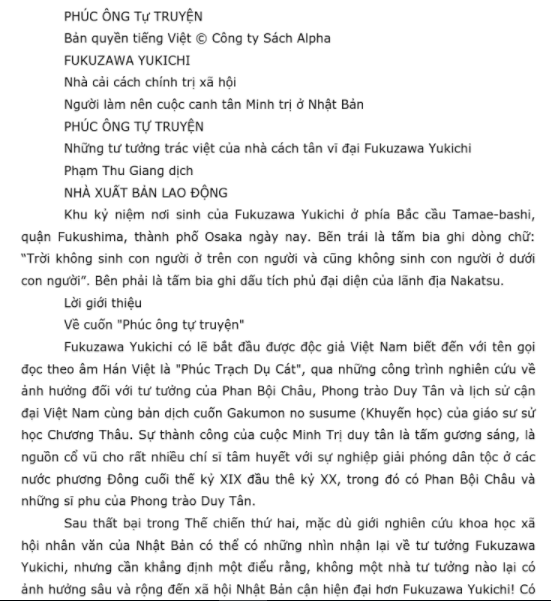 PHÚC ÔNG Tự TRUYỆN
Bản quyền tiếng Việt © Công ty Sách Alpha
FUKUZAWA YUKICHI
Nhà cải cách chính trị xã hội
Người làm nên cuộc canh tân Minh trị ở Nhật Bản
PHÚC ÔNG TỰ TRUYỆN
Những tư tưởng trác việt của nhà cách tân vĩ đại Fukuzawa Yukichi
Phạm Thu Giang dịch
NHÀ XUẤT BẢN LAO ĐỘNG
Khu kỷ niệm nơi sinh của Fukuzawa Yukichi ở phía Bắc cầu Tamae-bashi,
quận Fukushima, thành phố Osaka ngày nay. Bên trái là tấm bia ghi dòng chữ:
“Trời không sinh con người ở trên con người và cũng không sinh con người ở dưới
con người”. Bên phải là tấm bia ghi dấu tích phủ đại diện của lãnh địa Nakatsu.
Lời giới thiệu
Về cuốn "Phúc ông tự truyện"
Fukuzawa Yukichi có lẽ bắt đầu được độc giả Việt Nam biết đến với tên gọi
đọc theo âm Hán Việt là "Phúc Trạch Dụ Cát", qua những công trình nghiên cứu về
ảnh hưởng đối với tư tưởng của Phan Bội Châu, Phong trào Duy Tân và lịch sử cận
đại Việt Nam cùng bản dịch cuốn Gakumon no susume (Khuyến học) của giáo sư sử
học Chương Thâu. Sự thành công của cuộc Minh Trị duy tân là tấm gương sáng, là
nguồn cổ vũ cho rất nhiều chí sĩ tâm huyết với sự nghiệp giải phóng dân tộc ở các
nước phương Đông cuối thế kỷ XIX đầu thê kỷ XX, trong đó có Phan Bội Châu và
những sĩ phu của Phong trào Duy Tân.
Sau thất bại trong Thế chiến thứ hai, mặc dù giới nghiên cứu khoa học xã
hội nhân văn của Nhật Bản có thể có những nhìn nhận lại về tư tưởng Fukuzawa
Yukichi, nhưng cần khẳng định một điều rằng, không một nhà tư tưởng nào lại có
ảnh hưởng sâu và rộng đến xã hội Nhật Bản cận hiện đại hơn Fukuzawa Yukichi! Có